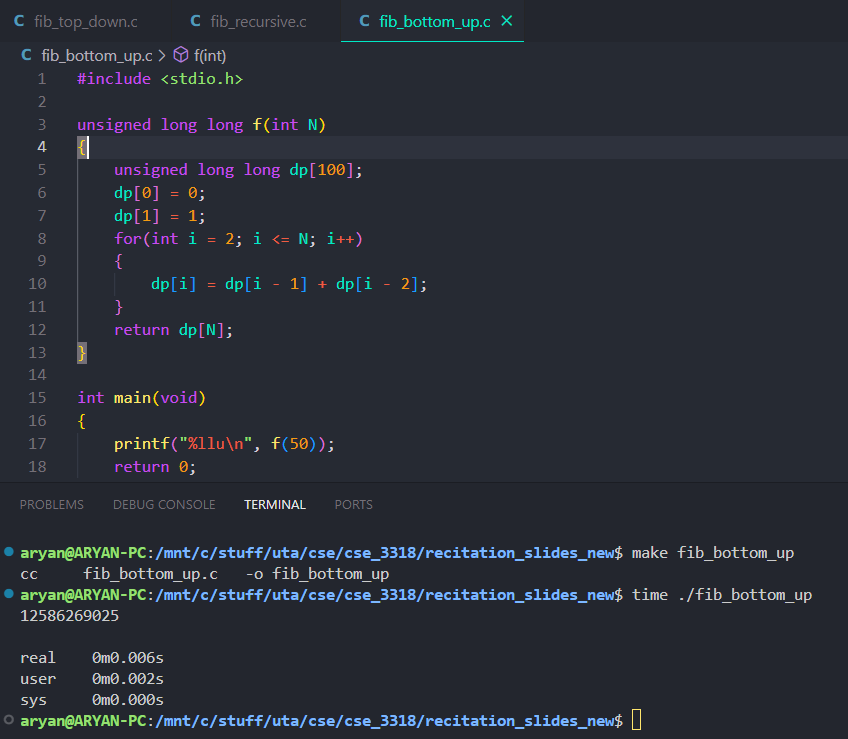 C fib_top_down.c C fib_recursive.c C fib_bottom_up.c ×
C fib_bottom_up.c > f(int)
1 #include <stdio.h>
2
3 unsigned long long f(int N)
4 {
5     unsigned long long dp[100];
6     dp[0] = 0;
7     dp[1] = 1;
8     for(int i = 2; i <= N; i++)
9     {
10         dp[i] = dp[i - 1] + dp[i - 2];
11     }
12     return dp[N];
13 }
14
15 int main(void)
16 {
17     printf("%llu\n", f(50));
18     return 0;
PROBLEMS DEBUG CONSOLE TERMINAL PORTS
aryan@ARYAN-PC:/mnt/c/stuff/uta/cse/cse_3318/recitation_slides_new$ make fib_bottom_up
cc     fib_bottom_up.c   -o fib_bottom_up
aryan@ARYAN-PC:/mnt/c/stuff/uta/cse/cse_3318/recitation_slides_new$ time ./fib_bottom_up
12586269025
real    0m0.006s
user    0m0.002s
sys     0m0.000s
aryan@ARYAN-PC:/mnt/c/stuff/uta/cse/cse_3318/recitation_slides_new$